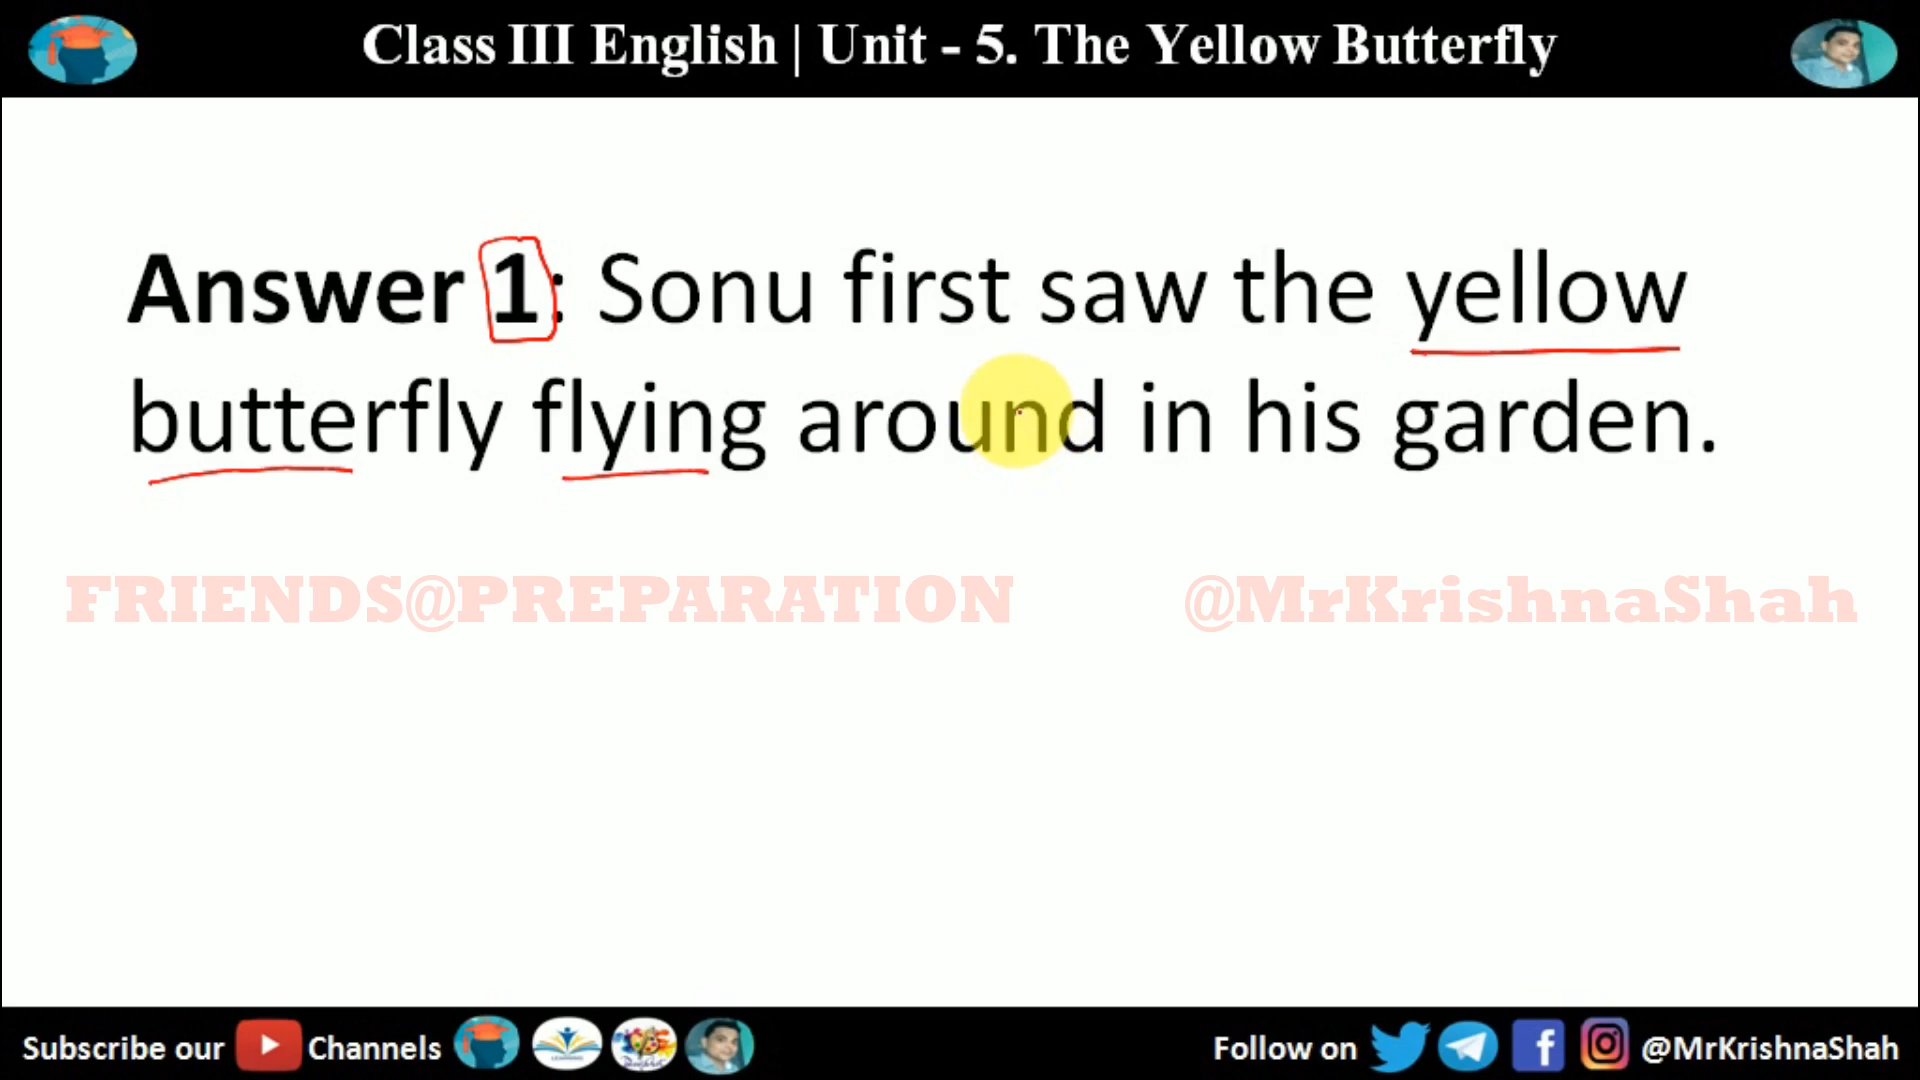 Class III English | Unit - 5. The Yellow Butterfly
Answer 1: Sonu first saw the yellow
butterfly flying around in his garden.
FRIENDS@PREPARATION @MrKrishnaShah
Subscribe our Channels Follow on @MrKrishnaShah